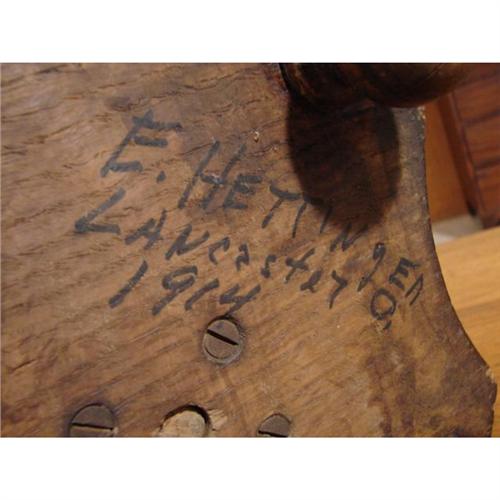 E. HETTINGER
LANCASTER O.
1914